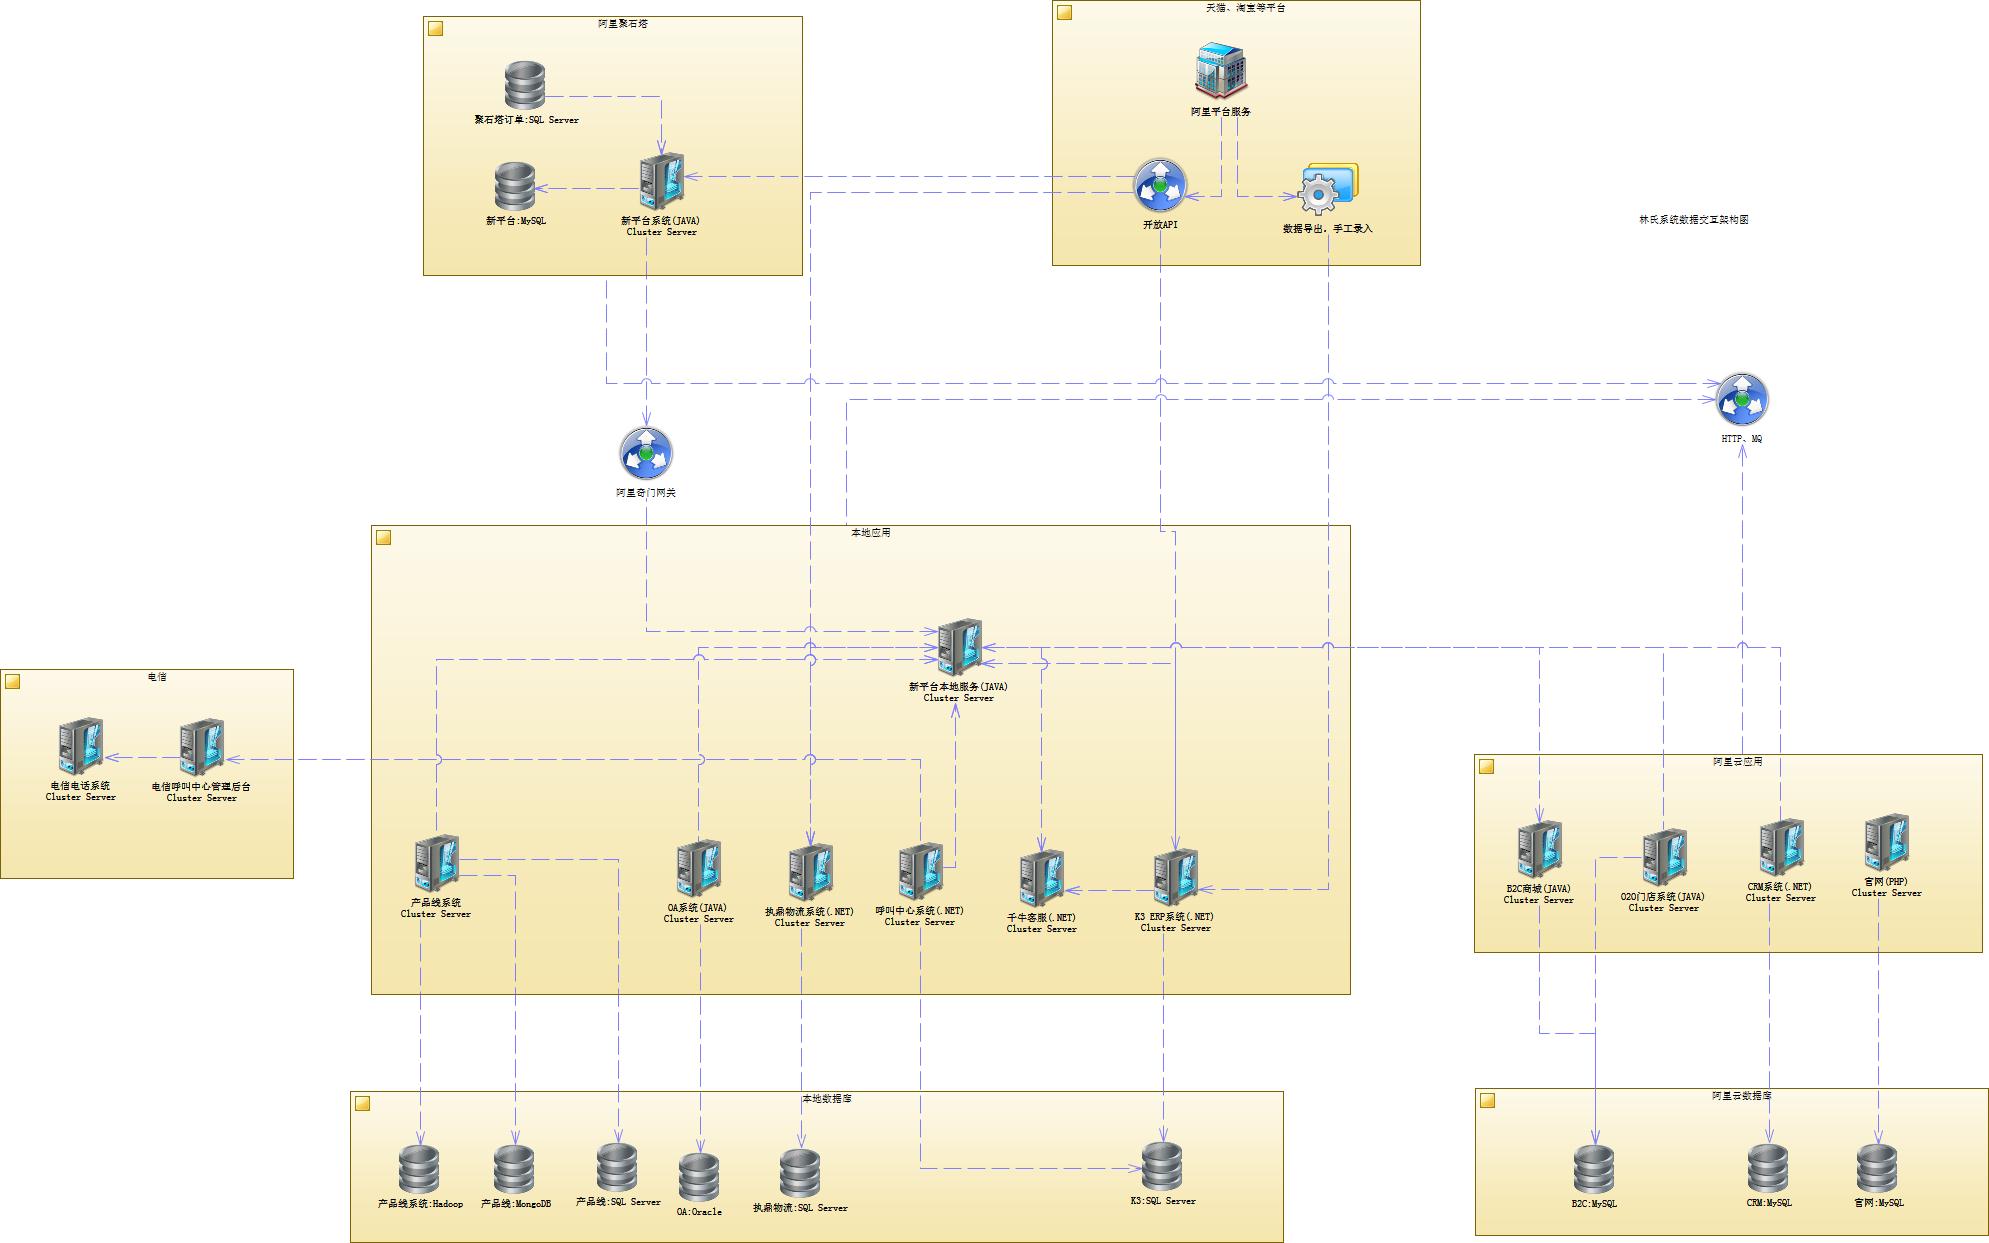 阿里聚石塔
天猫、淘宝等平台
聚石塔订单:SQL Server
阿里平台服务
新平台:MySQL
新平台系统(JAVA)
Cluster Server
开放API
数据导出，手工录入
林氏系统数据交互架构图
HTTP、MQ
阿里奇门网关
本地应用
新平台本地服务(JAVA)
Cluster Server
电信
电信电话系统
Cluster Server
电信呼叫中心管理后台
Cluster Server
产品线系统
Cluster Server
OA系统(JAVA)
Cluster Server
执鼎物流系统(.NET)
Cluster Server
呼叫中心系统(.NET)
Cluster Server
千牛客服(.NET)
Cluster Server
K3 ERP系统(.NET)
Cluster Server
阿里云应用
B2C商城(JAVA)
Cluster Server
O2O门店系统(JAVA)
Cluster Server
CRM系统(.NET)
Cluster Server
官网(PHP)
Cluster Server
本地数据库
产品线系统:Hadoop
产品线:MongoDB
产品线:SQL Server
OA:Oracle
执鼎物流:SQL Server
K3:SQL Server
阿里云数据库
B2C:MySQL
CRM:MySQL
官网:MySQL